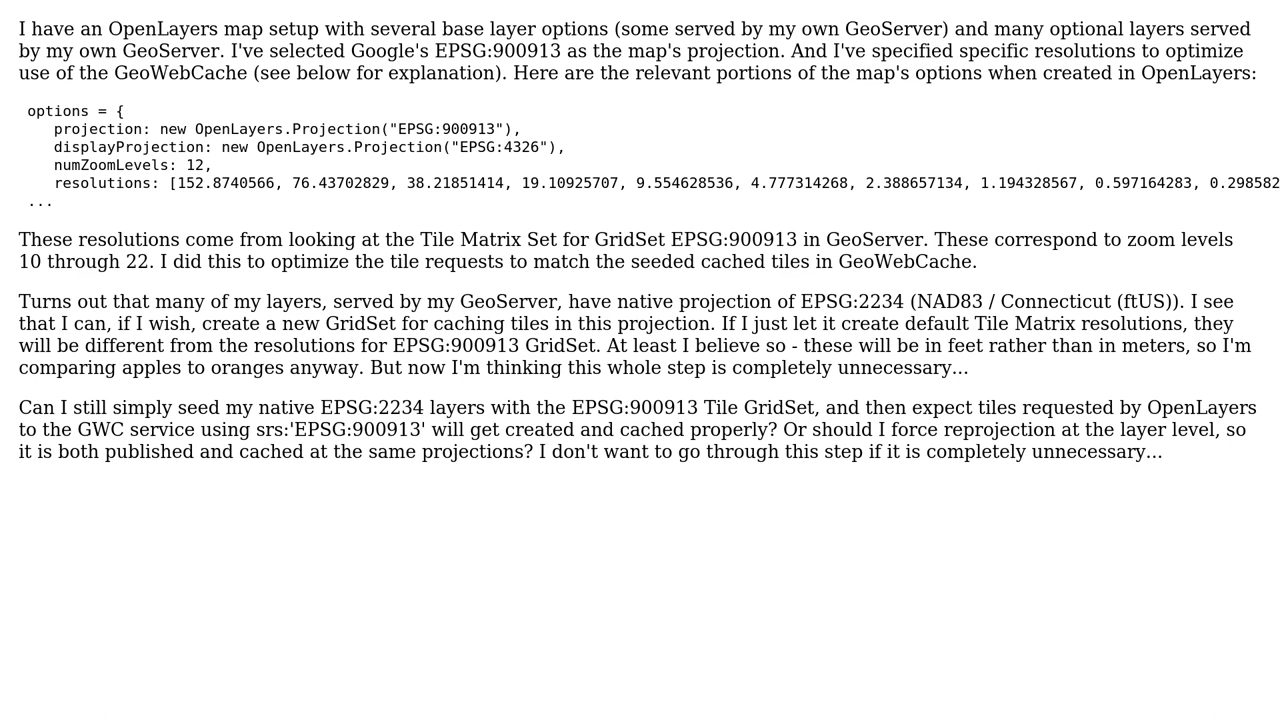 I have an OpenLayers map setup with several base layer options (some served by my own GeoServer) and many optional layers served
by my own GeoServer. I've selected Google's EPSG:900913 as the map's projection. And I've specified specific resolutions to optimize
use of the GeoWebCache (see below for explanation). Here are the relevant portions of the map's options when created in OpenLayers:
options = {
projection: new OpenLayers.Projection("EPSG:900913"),
displayProjection: new OpenLayers.Projection("EPSG:4326"),
numZoomLevels: 12,
resolutions: [152.8740566, 76.43702829, 38.21851414, 19.10925707, 9.554628536, 4.777314268, 2.388657134, 1.194328567, 0.597164283, 0.298582
...
These resolutions come from looking at the Tile Matrix Set for GridSet EPSG:900913 in GeoServer. These correspond to zoom levels
10 through 22. I did this to optimize the tile requests to match the seeded cached tiles in GeoWebCache.
Turns out that many of my layers, served by my GeoServer, have native projection of EPSG:2234 (NAD83 / Connecticut (ftUS)). I see
that I can, if I wish, create a new GridSet for caching tiles in this projection. If I just let it create default Tile Matrix resolutions, they
will be different from the resolutions for EPSG:900913 GridSet. At least I believe so - these will be in feet rather than in meters, so I'm
comparing apples to oranges anyway. But now I'm thinking this whole step is completely unnecessary...
Can I still simply seed my native EPSG:2234 layers with the EPSG:900913 Tile GridSet, and then expect tiles requested by OpenLayers
to the GWC service using srs:'EPSG:900913' will get created and cached properly? Or should I force reprojection at the layer level, so
it is both published and cached at the same projections? I don't want to go through this step if it is completely unnecessary...